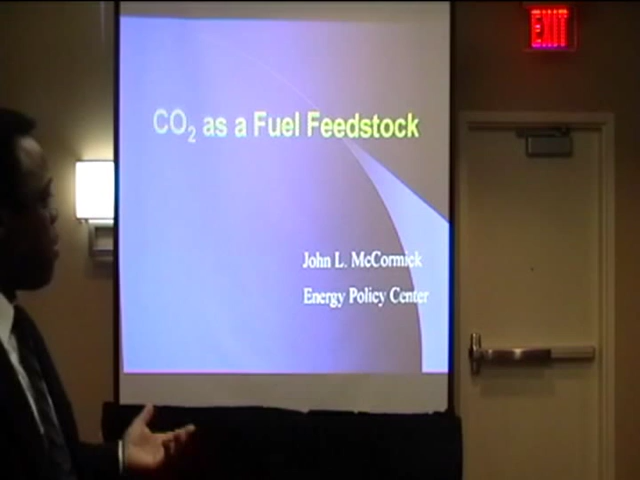 EXIT
CO₂ as a Fuel Feedstock
John L. McCormick
Energy Policy Center